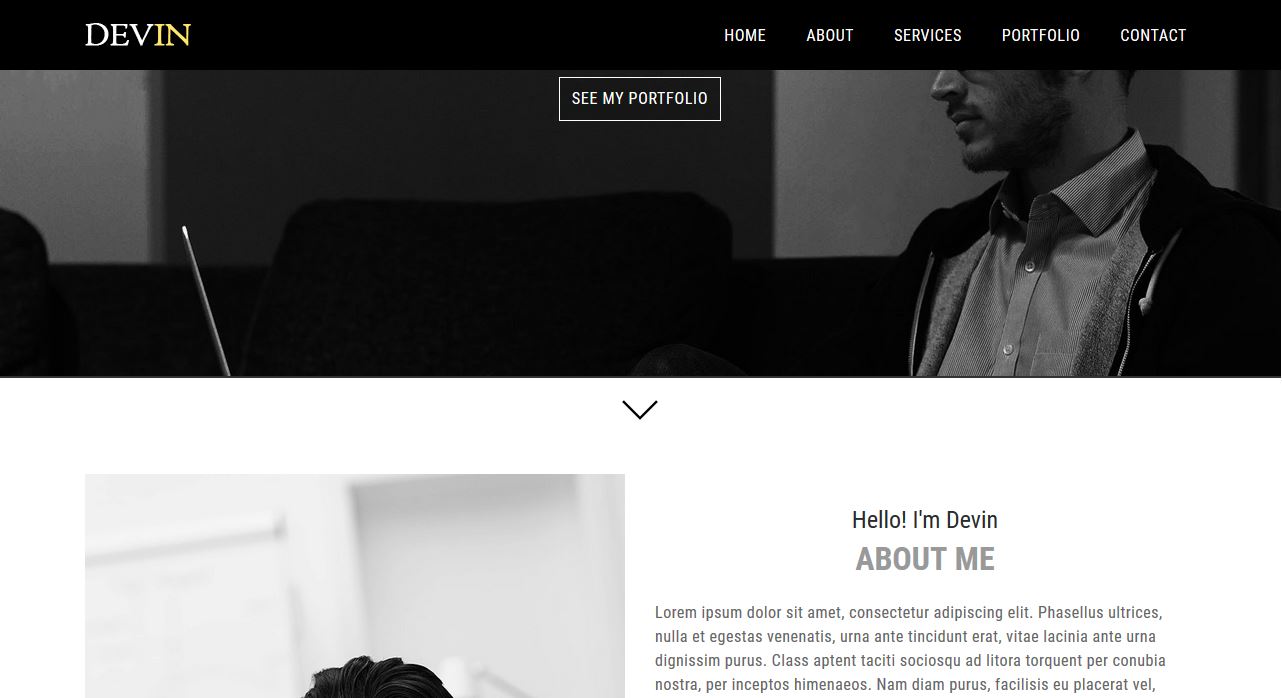 DEVIN
HOME ABOUT SERVICES PORTFOLIO CONTACT
SEE MY PORTFOLIO
Hello! I'm Devin
ABOUT ME
Lorem ipsum dolor sit amet, consectetur adipiscing elit. Phasellus ultrices,
nulla et egestas venenatis, urna ante tincidunt erat, vitae lacinia ante urna
dignissim purus. Class aptent taciti sociosqu ad litora torquent per conubia
nostra, per inceptos himenaeos. Nam diam purus, facilisis eu placerat vel,